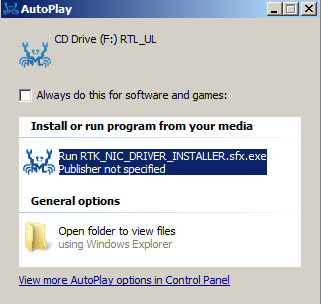 AutoPlay
CD Drive (F:) RTL_UL
Always do this for software and games:
Install or run program from your media
Run RTK_NIC_DRIVER_INSTALLER.sfx.exe
Publisher not specified
General options
Open folder to view files
using Windows Explorer
View more AutoPlay options in Control Panel